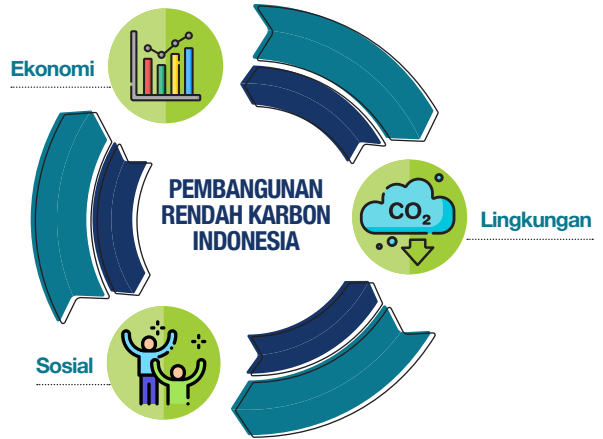 Ekonomi
PEMBANGUNAN
RENDAH KARBON
INDONESIA
CO₂
Lingkungan
Sosial